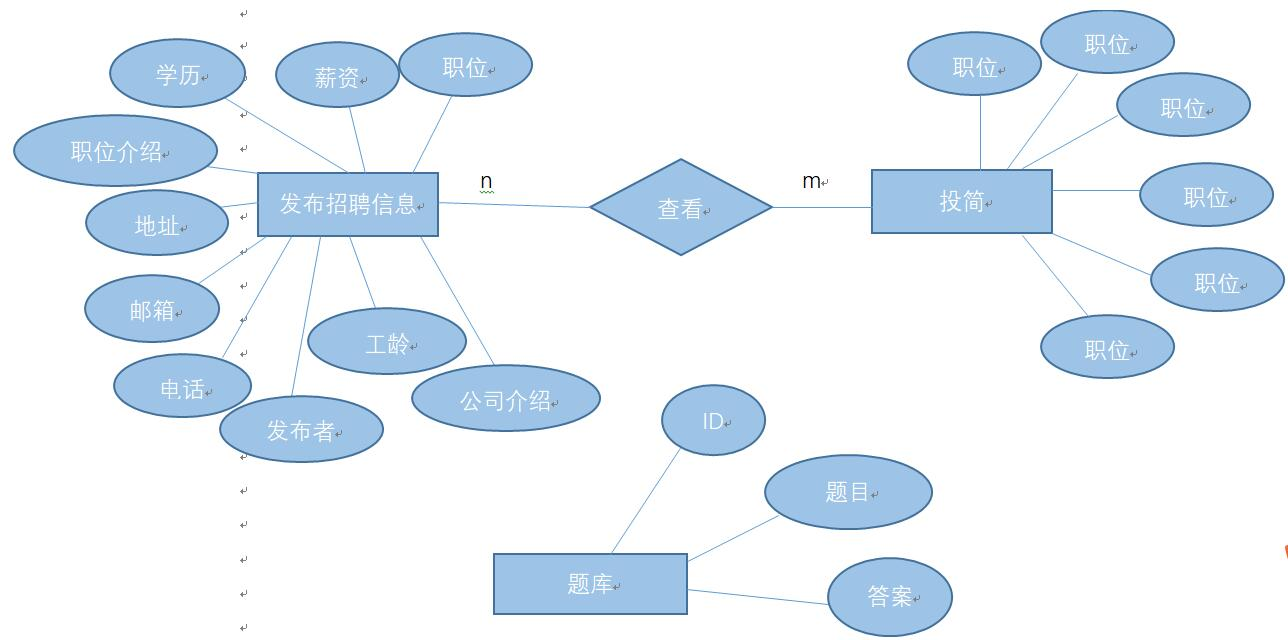 学历
薪资
职位
职位
职位
职位
职位介绍
地址
发布招聘信息
n
查看
m
投简
职位
邮箱
职位
电话
工龄
职位
发布者
公司介绍
ID
题目
题库
答案